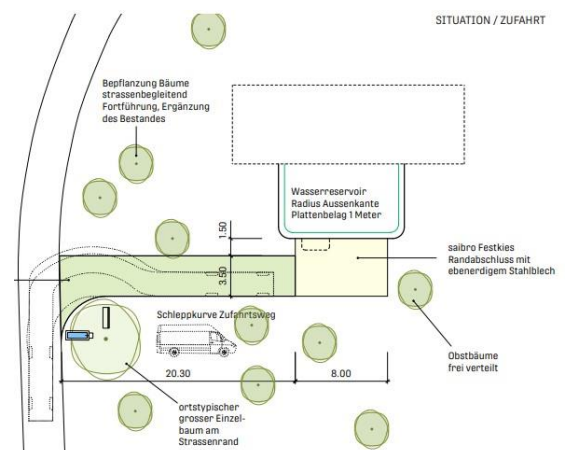 SITUATION / ZUFAHRT
Bepflanzung Bäume
strassenbegleitend
Fortführung, Ergänzung
des Bestandes
Wasserreservoir
Radius Aussenkante
Plattenbelag 1 Meter
1.50
saibro Festkies
Randabschluss mit
ebenerdigem Stahlblech
3.50
Schleppkurve Zufahrtsweg
Obstbäume
frei verteilt
20.30
8.00
ortstypischer
grosser Einzel-
baum am
Strassenrand